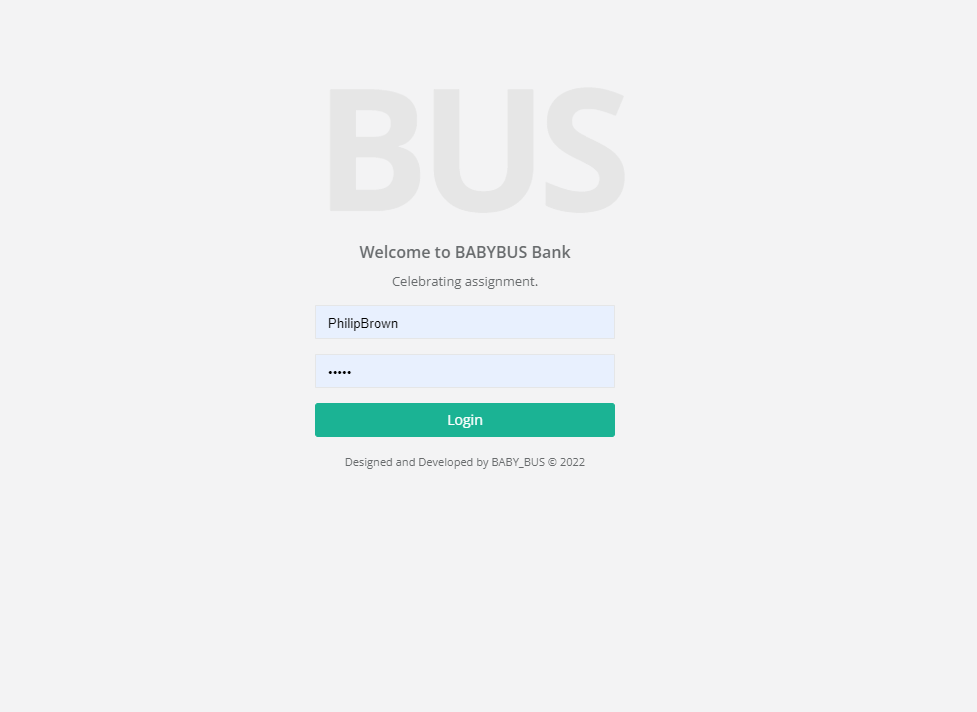 BUS
Welcome to BABYBUS Bank
Celebrating assignment.
PhilipBrown
•••••
Login
Designed and Developed by BABY_BUS © 2022